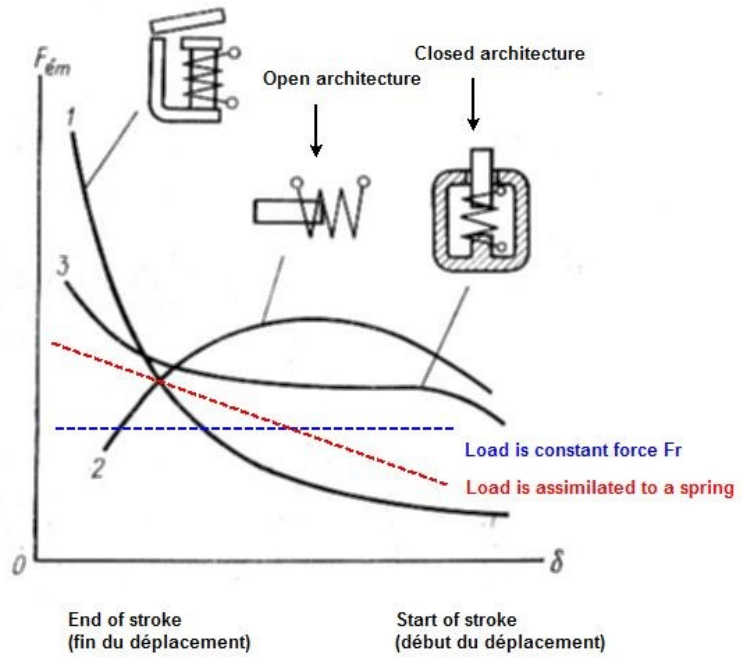 F ém
Open architecture
Closed architecture
1
3
2
Load is constant force Fr
Load is assimilated to a spring
0
δ
End of stroke
(fin du déplacement)
Start of stroke
(début du déplacement)